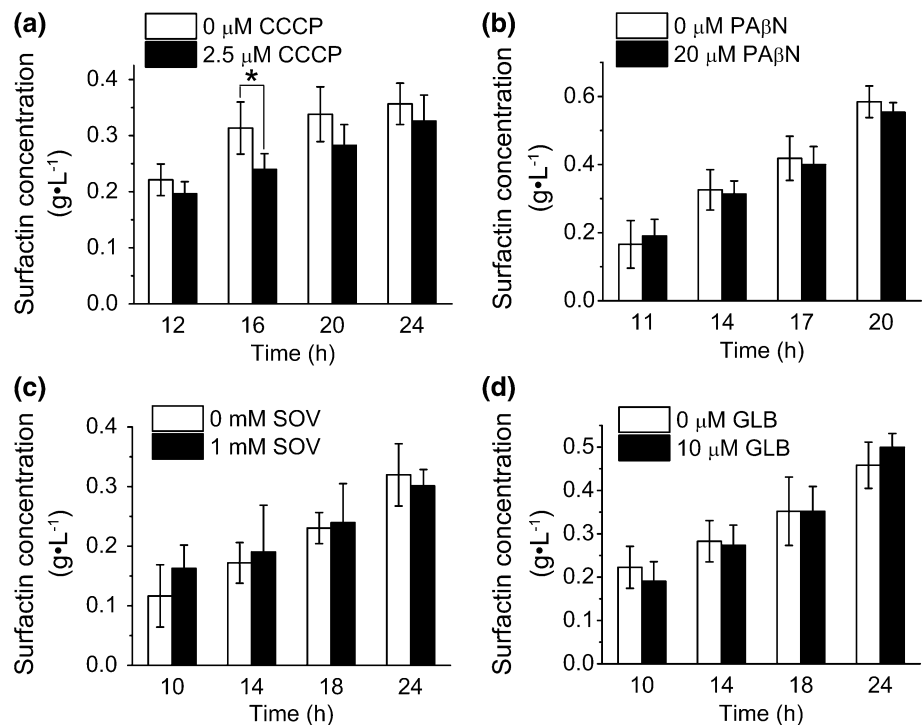 (a)
0 μM CCCP
2.5 μM CCCP
*
Surfactin concentration
(g•L⁻¹)
0.4
0.3
0.2
0.1
0.0
12 16 20 24
Time (h)
(b)
0 μM PAβN
20 μM PAβN
Surfactin concentration
(g•L⁻¹)
0.6
0.4
0.2
0.0
11 14 17 20
Time (h)
(c)
0 mM SOV
1 mM SOV
Surfactin concentration
(g•L⁻¹)
0.4
0.3
0.2
0.1
0.0
10 14 18 24
Time (h)
(d)
0 μM GLB
10 μM GLB
Surfactin concentration
(g•L⁻¹)
0.5
0.4
0.3
0.2
0.1
0.0
10 14 18 24
Time (h)